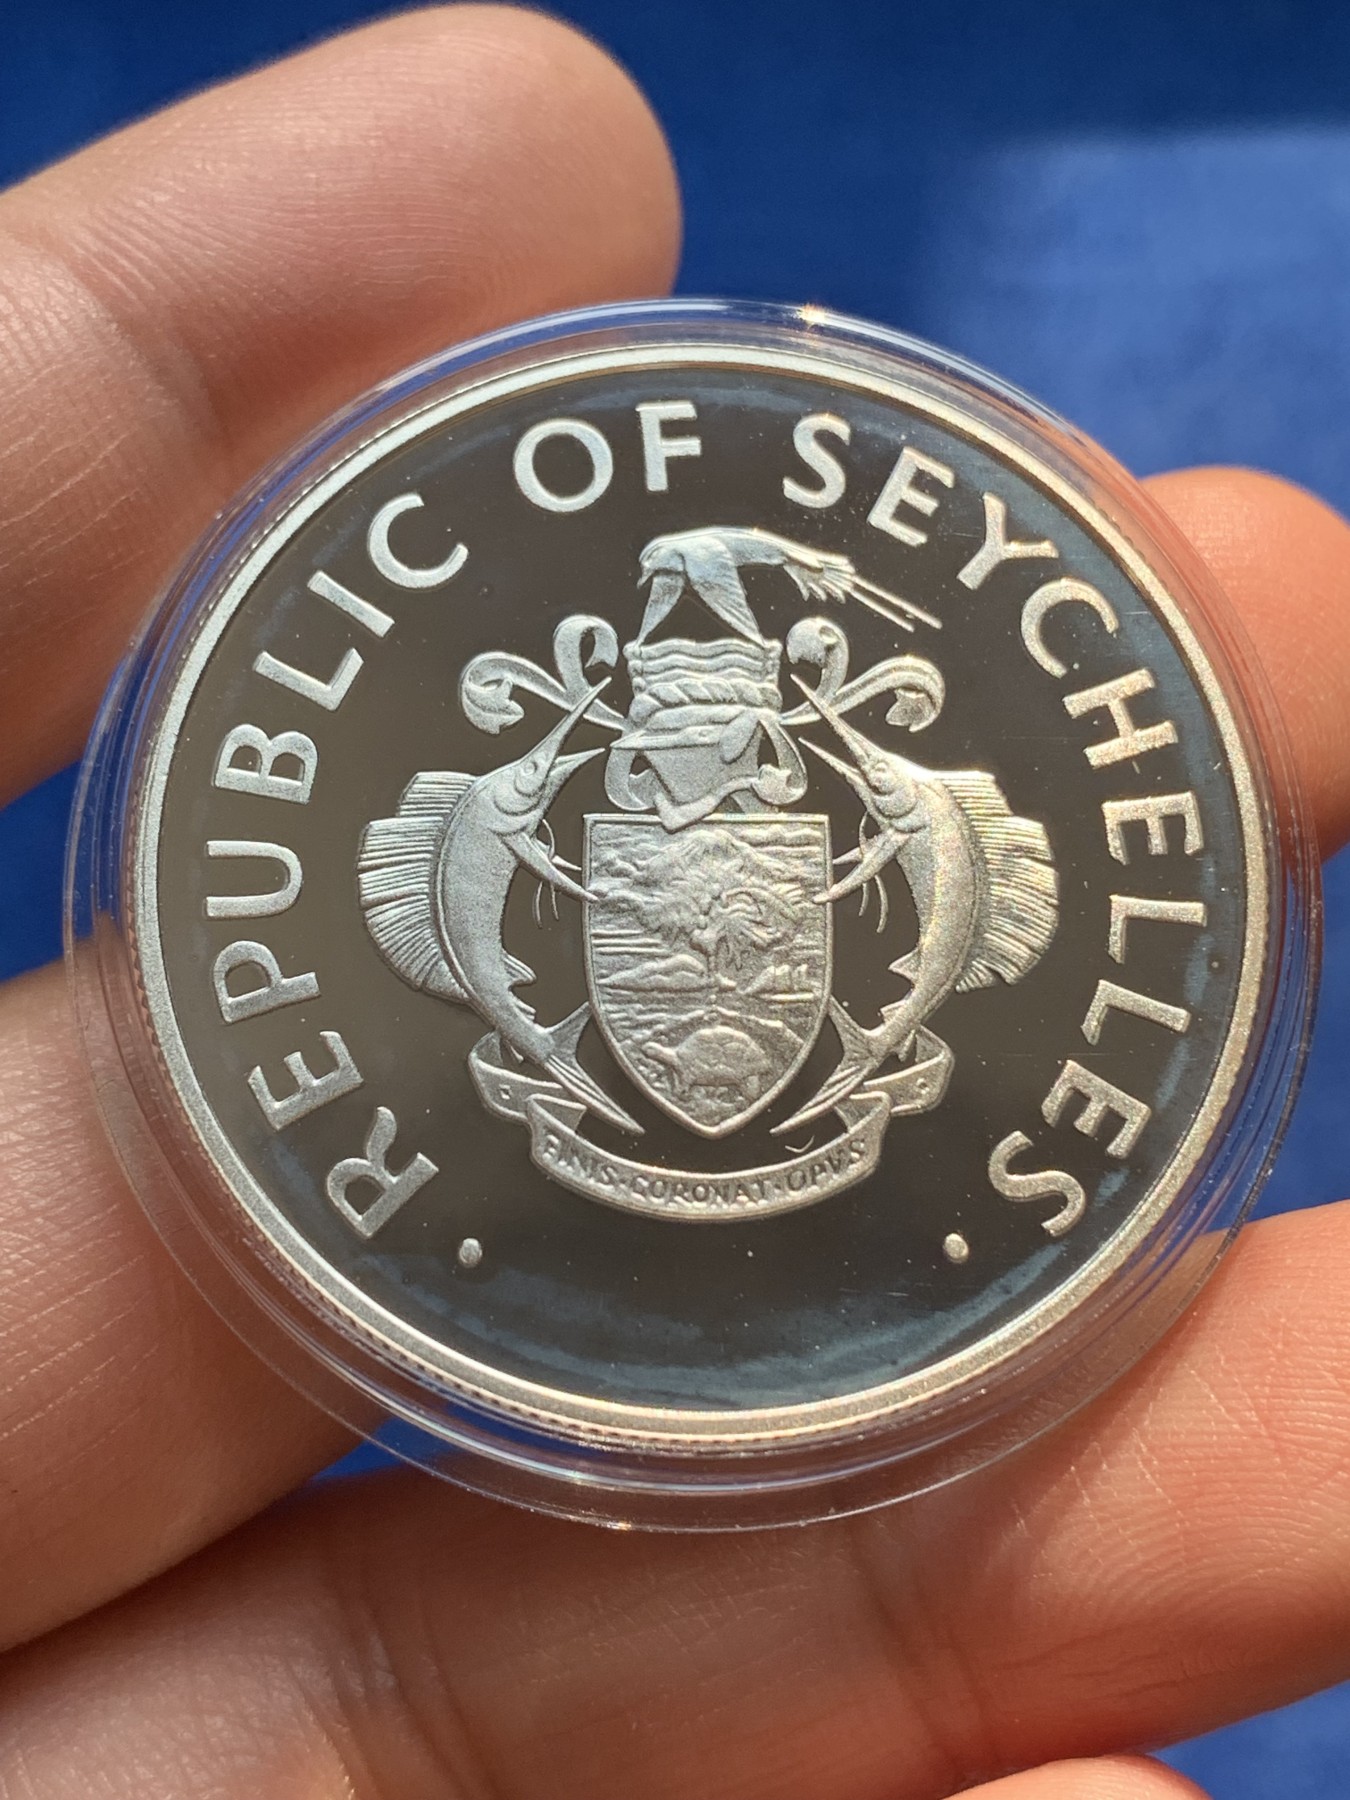 · REPUBLIC OF SEYCHELLES ·
FINIS · CORONAT · OPVS